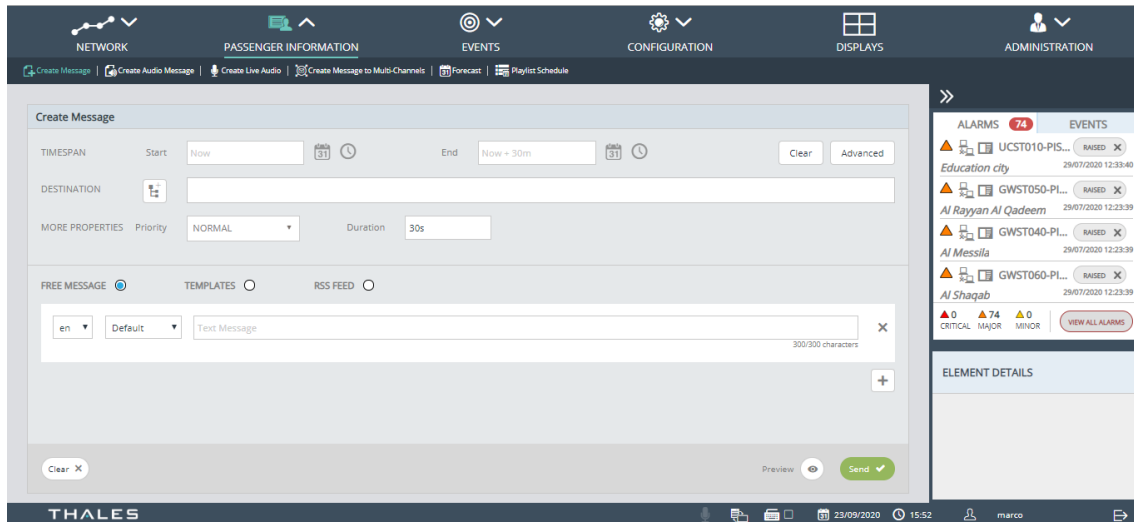 NETWORK PASSENGER INFORMATION EVENTS CONFIGURATION DISPLAYS ADMINISTRATION
Create Message | Create Audio Message | Create Live Audio | Create Message to Multi-Channels | 31 Forecast | Playlist Schedule
Create Message
TIMESPAN Start Now 31 End Now + 30m 31 Clear Advanced
DESTINATION
MORE PROPERTIES Priority NORMAL Duration 30s
FREE MESSAGE TEMPLATES RSS FEED
en Default Text Message
300/300 characters
Clear Preview Send
ALARMS 74 EVENTS
UCST010-PIS... RAISED X
Education city 29/07/2020 12:33:40
GWST050-PI... RAISED X
Al Rayyan Al Qadeem 29/07/2020 12:23:39
GWST040-PI... RAISED X
Al Messila 29/07/2020 12:23:39
GWST060-PI... RAISED X
Al Shaqab 29/07/2020 12:23:39
0 74 0
CRITICAL MAJOR MINOR VIEW ALL ALARMS
ELEMENT DETAILS
THALES 31 23/09/2020 15:52 marco